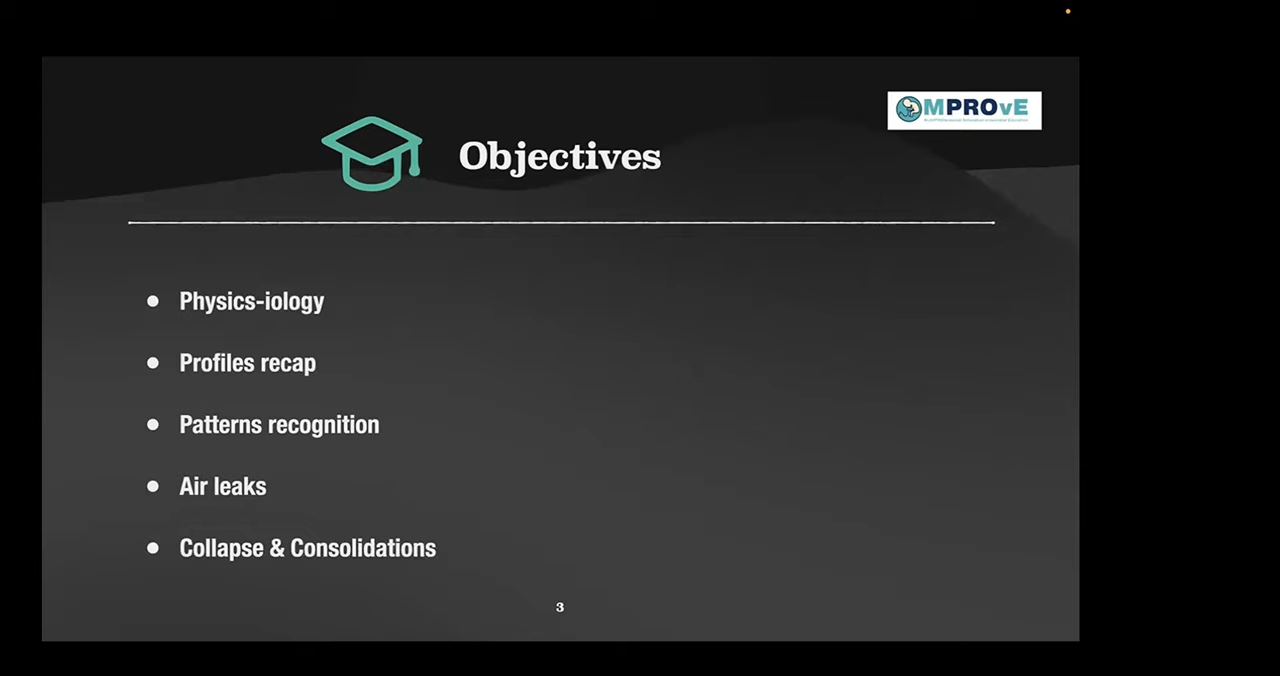 MPROvE
Objectives
Physics-iology
Profiles recap
Patterns recognition
Air leaks
Collapse & Consolidations
3